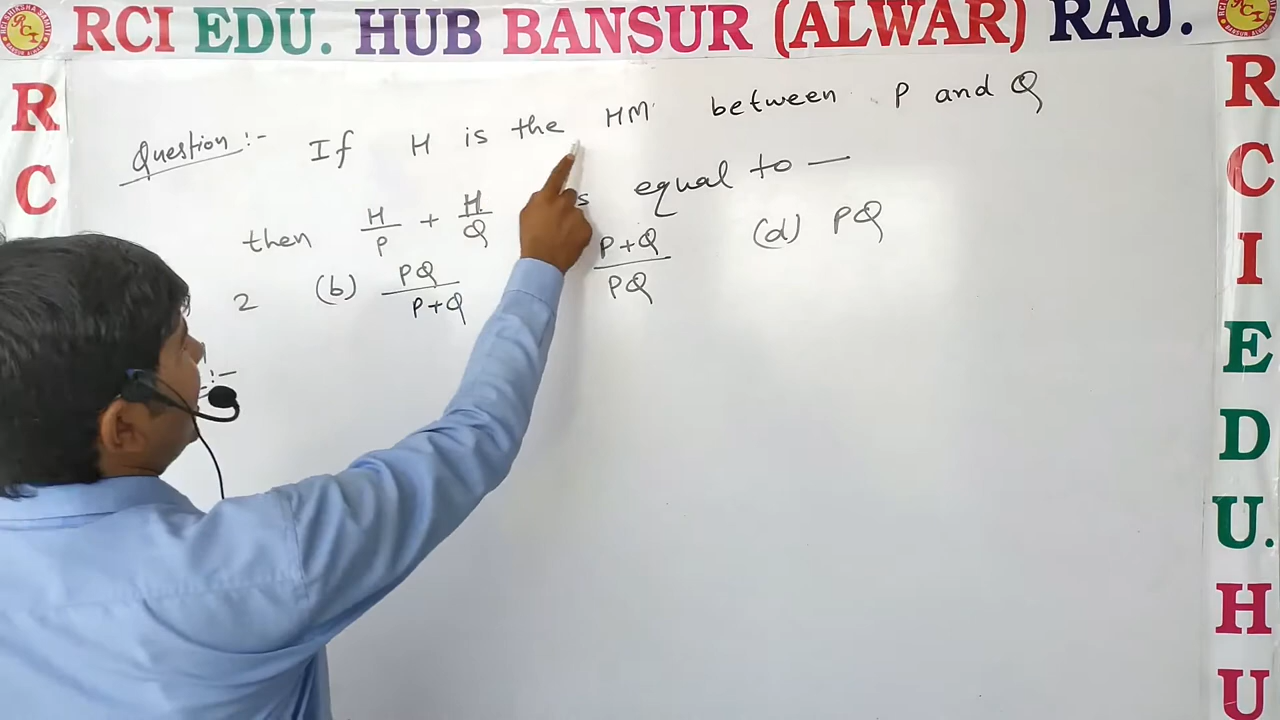 RCI EDU. HUB BANSUR (ALWAR) RAJ.
R
C
R
C
I
E
D
U.
H
U
Question :- If H is the HM between P and Q
then H/P + H/Q s equal to —
2 (b) PQ/P+Q P+Q/PQ (d) PQ